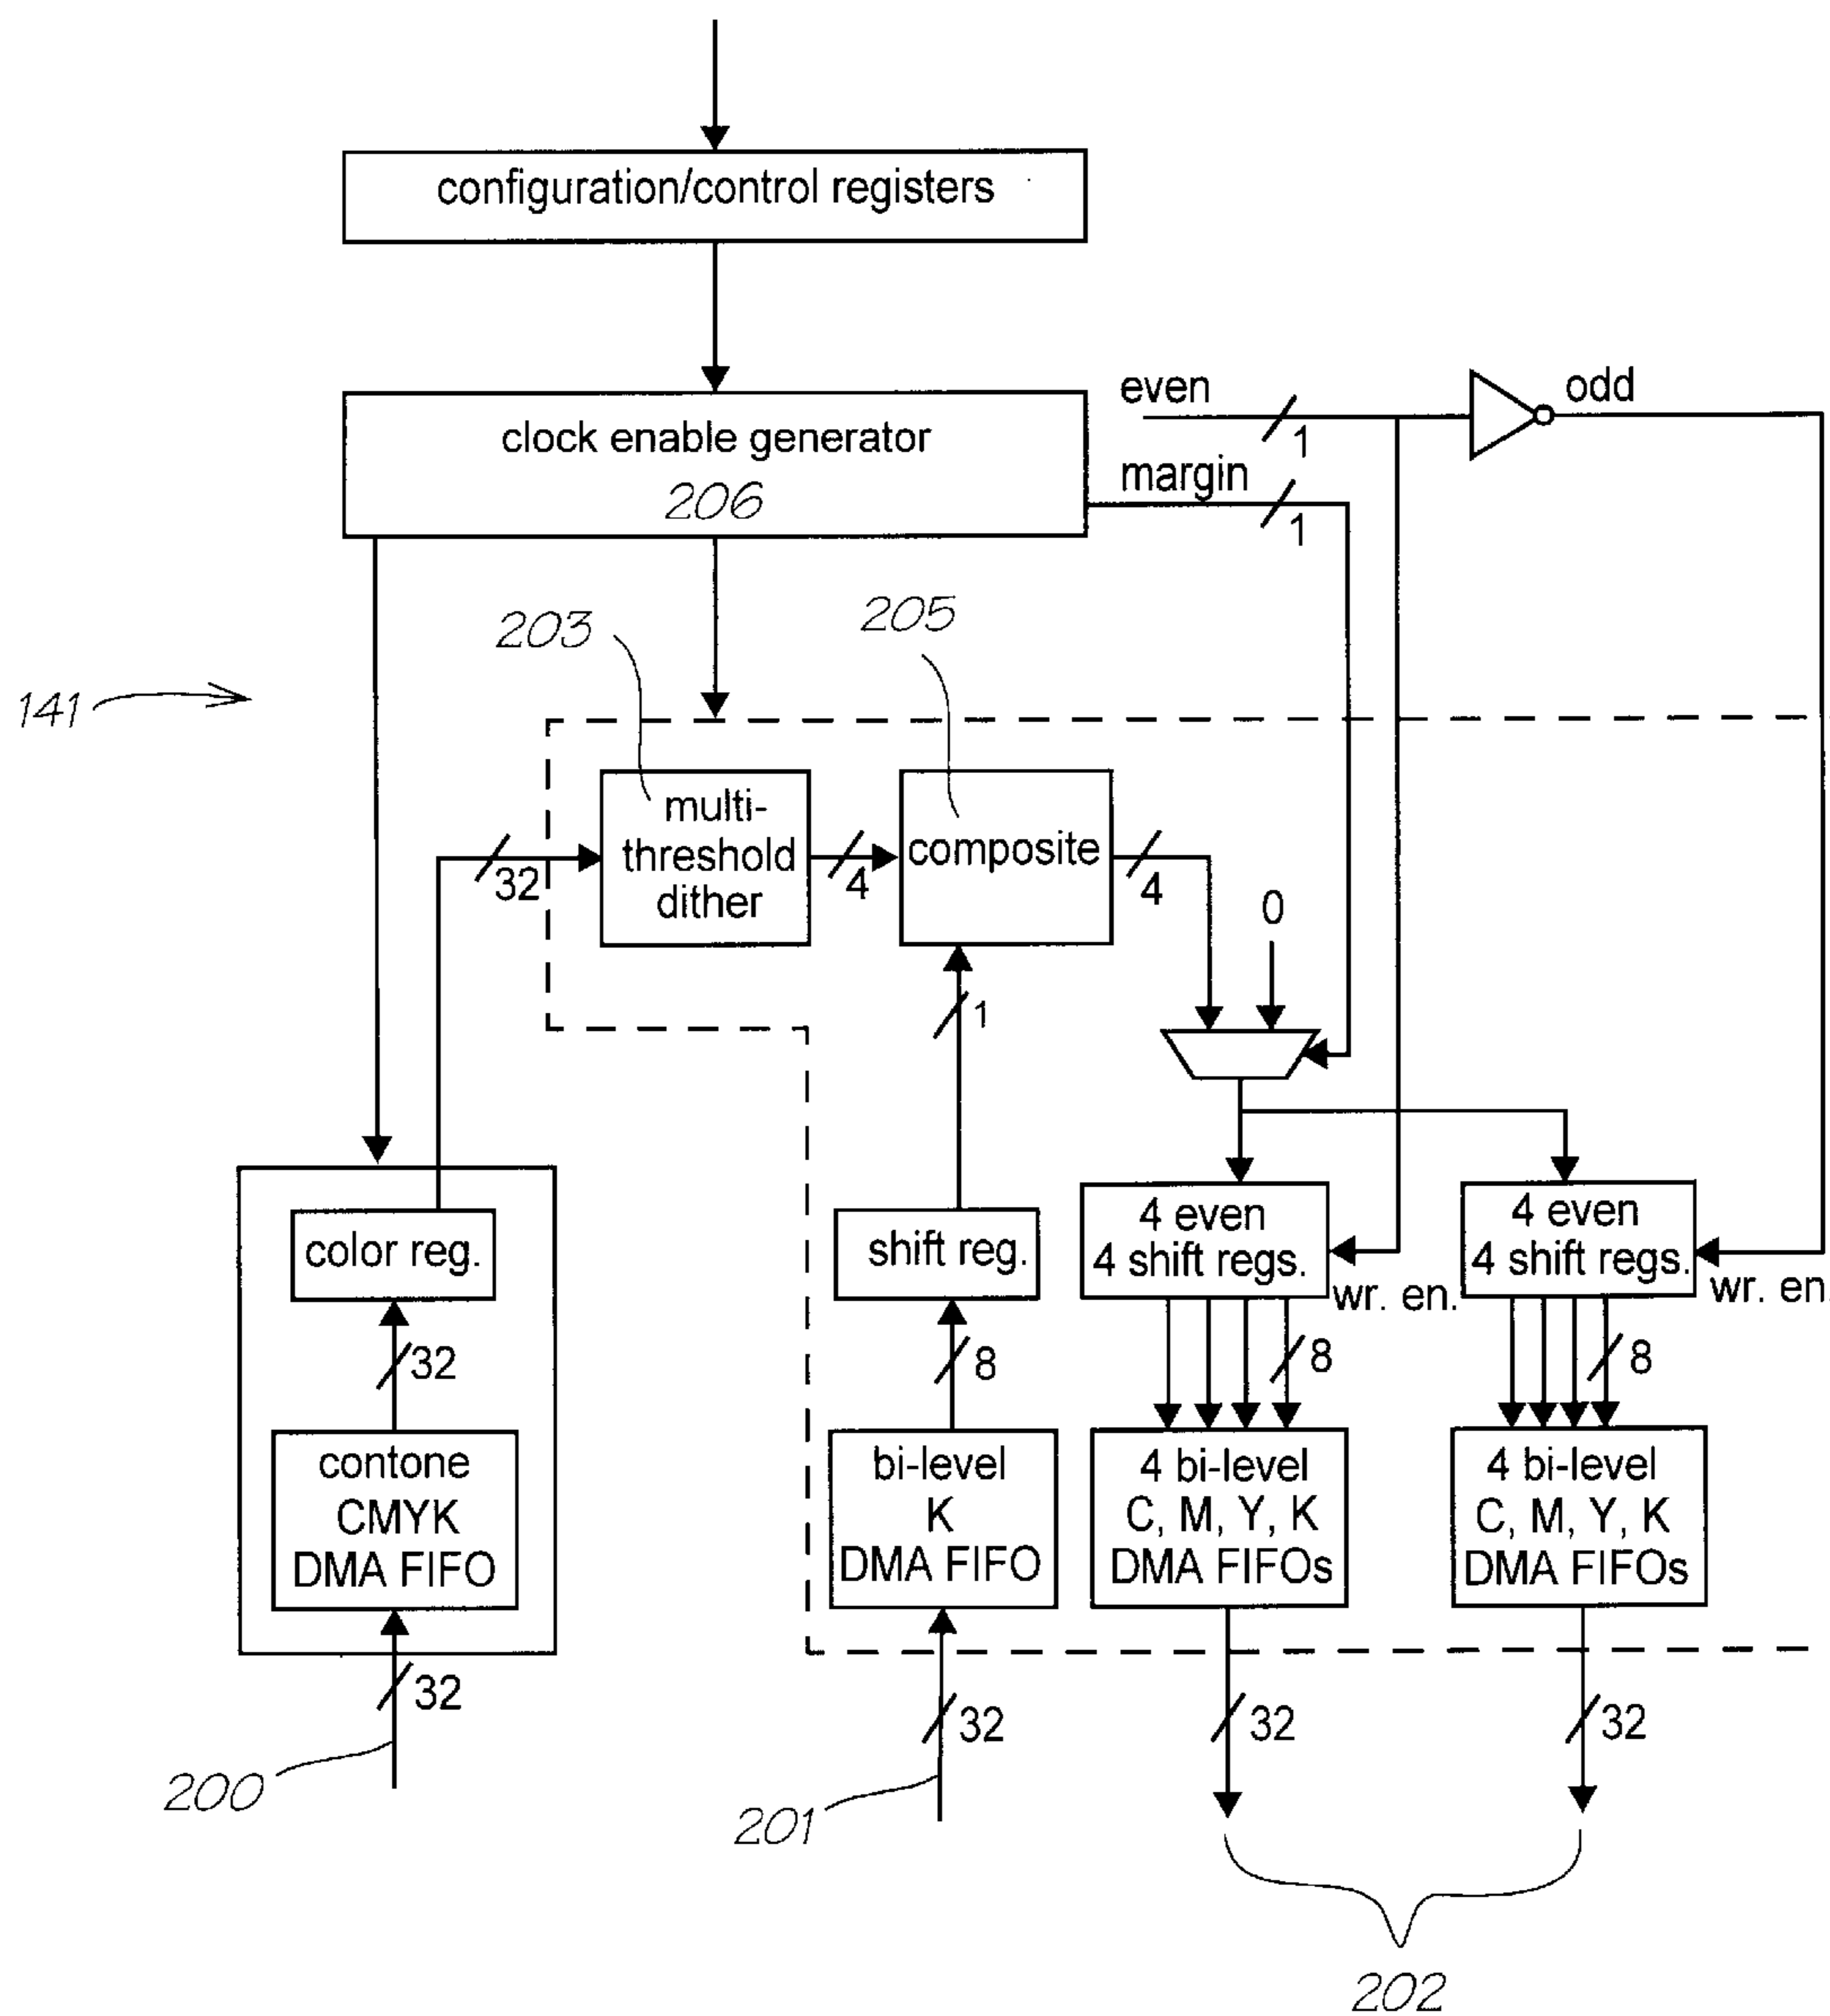 configuration/control registers
clock enable generator
206
even
1
odd
margin
1
203
205
141
multi-
threshold
dither
composite
32
4
4
0
1
color reg.
shift reg.
4 even
4 shift regs.
wr. en.
4 even
4 shift regs.
wr. en.
32
8
8
8
contone
CMYK
DMA FIFO
bi-level
K
DMA FIFO
4 bi-level
C, M, Y, K
DMA FIFOs
4 bi-level
C, M, Y, K
DMA FIFOs
32
32
32
32
200
201
202